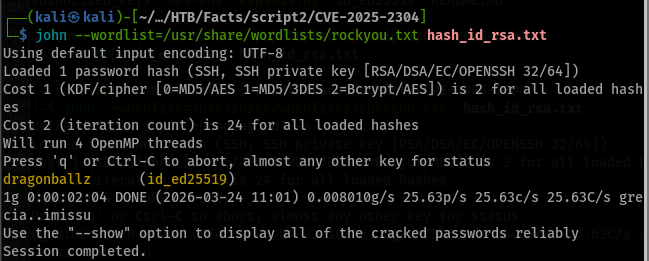 ┌──(kali㉿kali)-[~/…/HTB/Facts/script2/CVE-2025-2304]
└─$ john --wordlist=/usr/share/wordlists/rockyou.txt hash_id_rsa.txt
Using default input encoding: UTF-8
Loaded 1 password hash (SSH, SSH private key [RSA/DSA/EC/OPENSSH 32/64])
Cost 1 (KDF/cipher [0=MD5/AES 1=MD5/3DES 2=Bcrypt/AES]) is 2 for all loaded hash
es
Cost 2 (iteration count) is 24 for all loaded hashes
Will run 4 OpenMP threads
Press 'q' or Ctrl-C to abort, almost any other key for status
dragonballz      (id_ed25519)
1g 0:00:02:04 DONE (2026-03-24 11:01) 0.008010g/s 25.63p/s 25.63c/s 25.63C/s gre
cia..imissu
Use the "--show" option to display all of the cracked passwords reliably
Session completed.